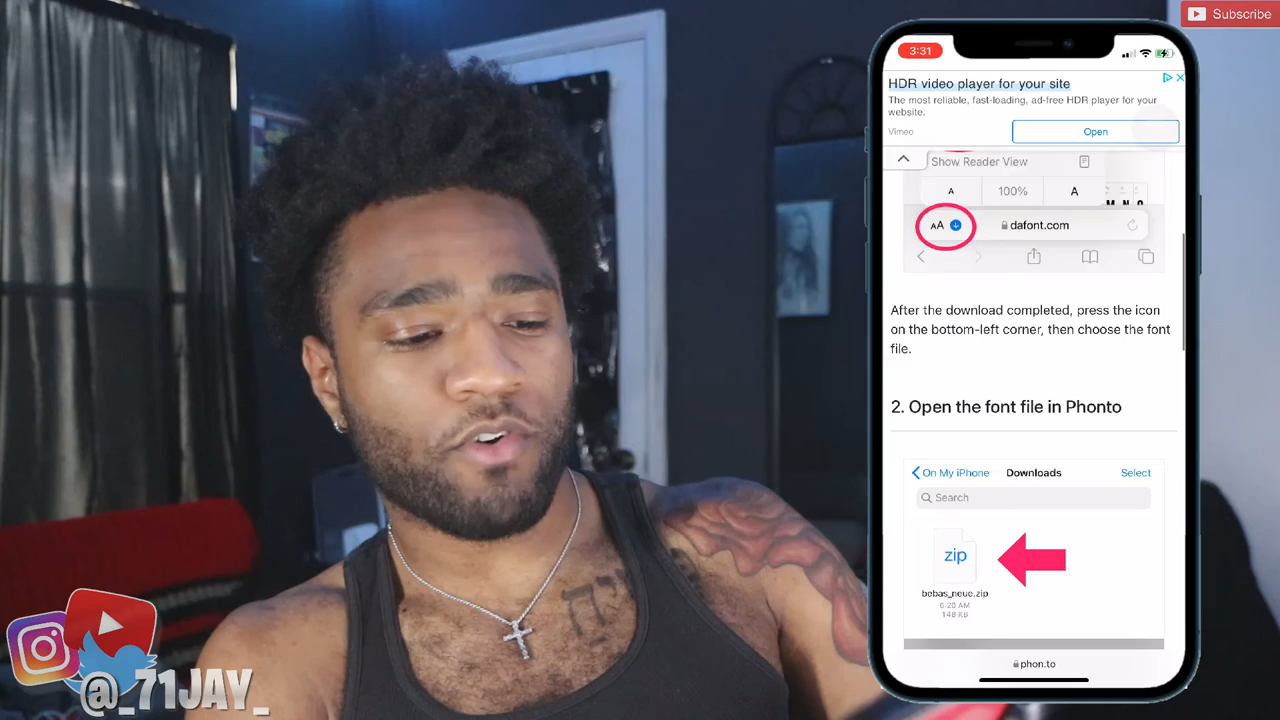 Subscribe
3:31
HDR video player for your site
The most reliable, fast-loading, ad-free HDR player for your
website.
Vimeo
Open
Show Reader View
A
100%
A
M N O
AA
dafont.com
After the download completed, press the icon
on the bottom-left corner, then choose the font
file.
2. Open the font file in Phonto
On My iPhone
Downloads
Select
Search
zip
bebas_neue.zip
6:20 AM
148 KB
phon.to
@_71JAY_